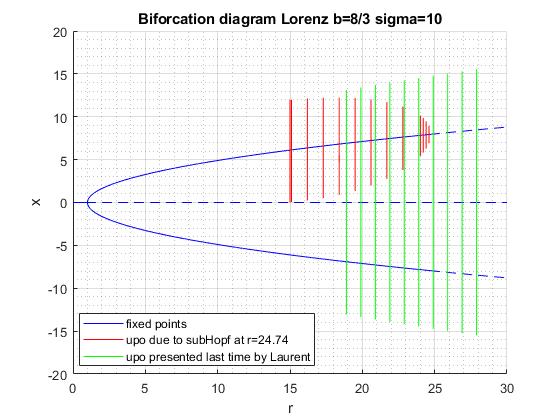 Biforcation diagram Lorenz b=8/3 sigma=10
20
15
10
5
0
-5
-10
-15
-20
x
0
5
10
15
20
25
30
r
fixed points
upo due to subHopf at r=24.74
upo presented last time by Laurent